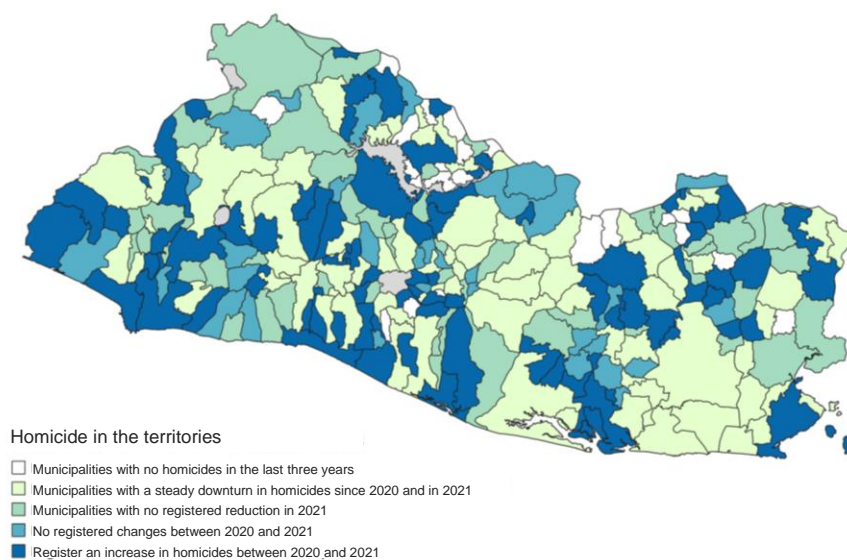 Homicide in the territories
Municipalities with no homicides in the last three years
Municipalities with a steady downturn in homicides since 2020 and in 2021
Municipalities with no registered reduction in 2021
No registered changes between 2020 and 2021
Register an increase in homicides between 2020 and 2021